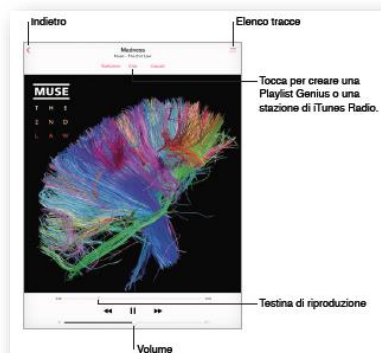 Indietro
Elenco tracce
Madness
Tocca per creare una
Playlist Genius o una
stazione di iTunes Radio.
MUSE
T H E
E N D
L A W
Testina di riproduzione
Volume